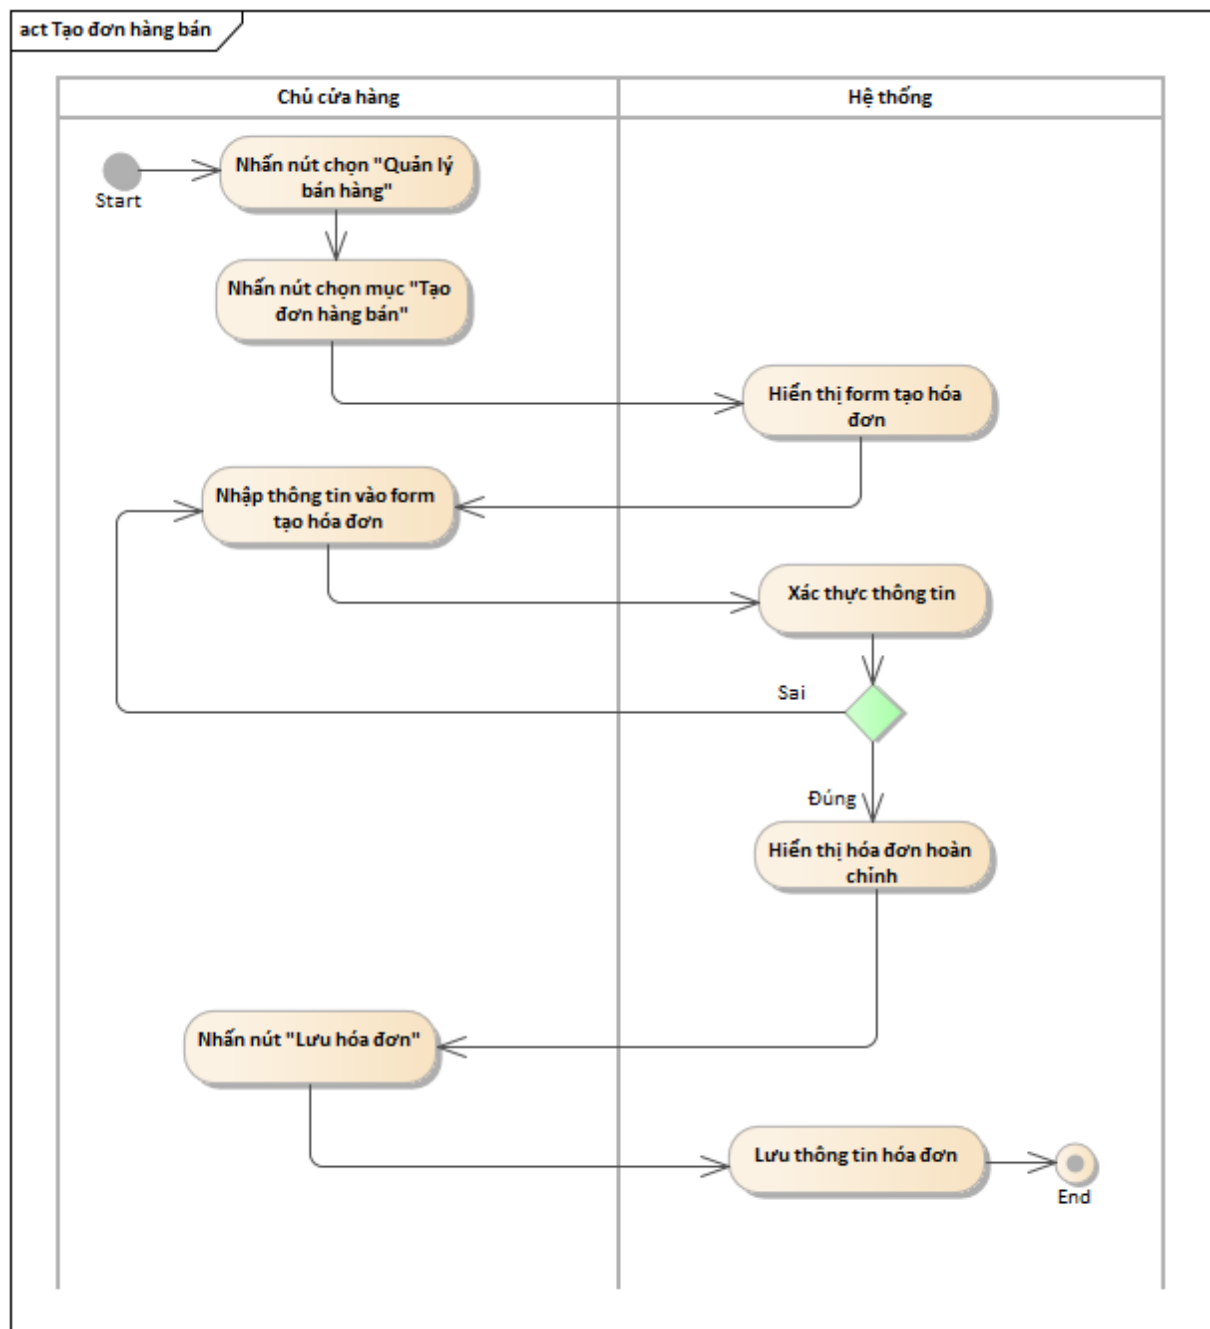 act Tạo đơn hàng bán
Chủ cửa hàng
Hệ thống
Start
Nhấn nút chọn "Quản lý
bán hàng"
Nhấn nút chọn mục "Tạo
đơn hàng bán"
Hiển thị form tạo hóa
đơn
Nhập thông tin vào form
tạo hóa đơn
Xác thực thông tin
Sai
Đúng
Hiển thị hóa đơn hoàn
chỉnh
Nhấn nút "Lưu hóa đơn"
Lưu thông tin hóa đơn
End